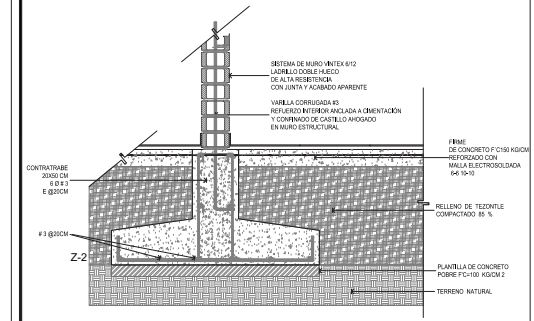 SISTEMA DE MURO VINTEX 6/12
LADRILLO DOBLE HUECO
DE ALTA RESISTENCIA
CON JUNTA Y ACABADO APARENTE
VARILLA CORRUGADA #3
REFUERZO INTERIOR ANCLADA A CIMENTACIÓN
Y CONFINADO DE CASTILLO AHOGADO
EN MURO ESTRUCTURAL
FIRME
DE CONCRETO F´C150 KG/CM
REFORZADO CON
MALLA ELECTROSOLDADA
6-6 10-10
CONTRATRABE
20X50 CM
6 Ø # 3
E @20CM
RELLENO DE TEZONTLE
COMPACTADO 85 %
# 3 @20CM
Z-2
PLANTILLA DE CONCRETO
POBRE F'C=100 KG/CM 2
TERRENO NATURAL